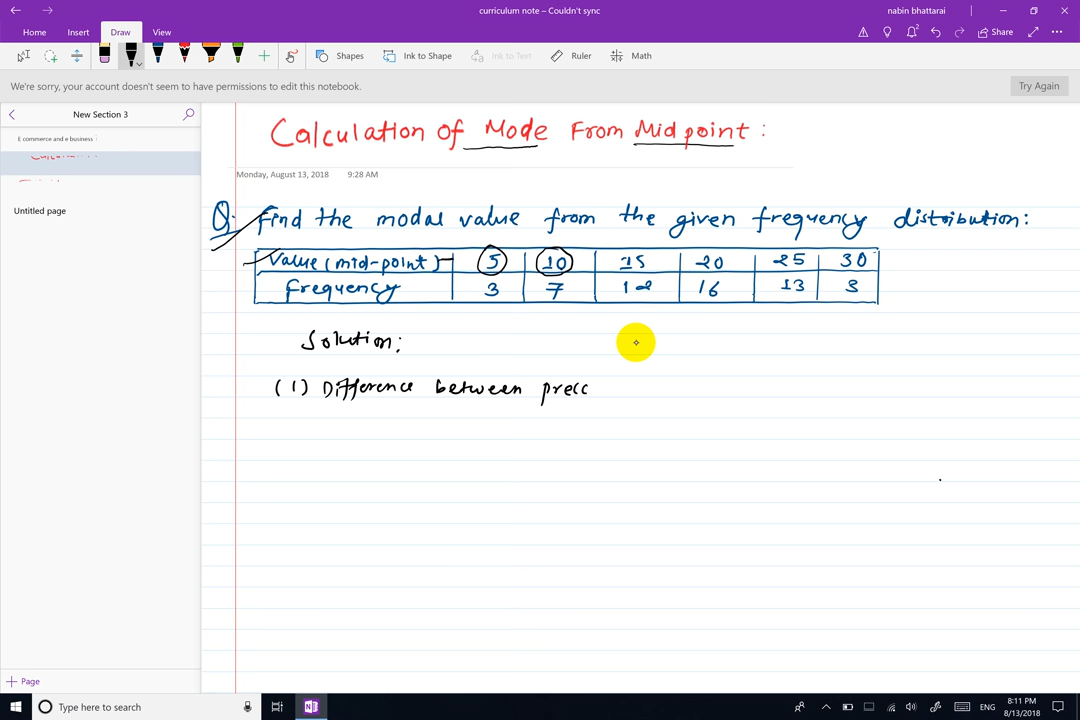 curriculum note – Couldn't sync
nabin bhattarai
Home Insert Draw View
Share
Shapes Ink to Shape Ink to Text Ruler Math
We're sorry, your account doesn't seem to have permissions to edit this notebook.
Try Again
New Section 3
E commerce and e business
Untitled page
Page
Calculation of Mode From Midpoint :
Monday, August 13, 2018 9:28 AM
Q: Find the modal value from the given frequency distribution:
Value (mid-point) 5 10 15 20 25 30
Frequency 3 7 16 13 3
Solution:
(1) Difference between prece
Type here to search
ENG
8:11 PM
8/13/2018